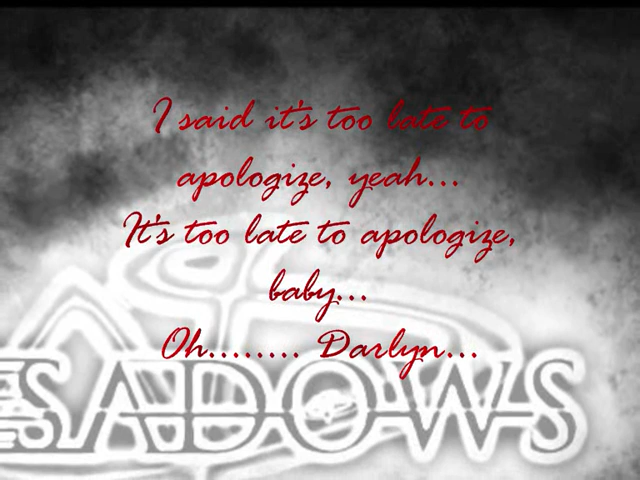 I said it's too late to
apologize, yeah...
It's too late to apologize,
baby...
Oh........ Darlyn...
SADOWS